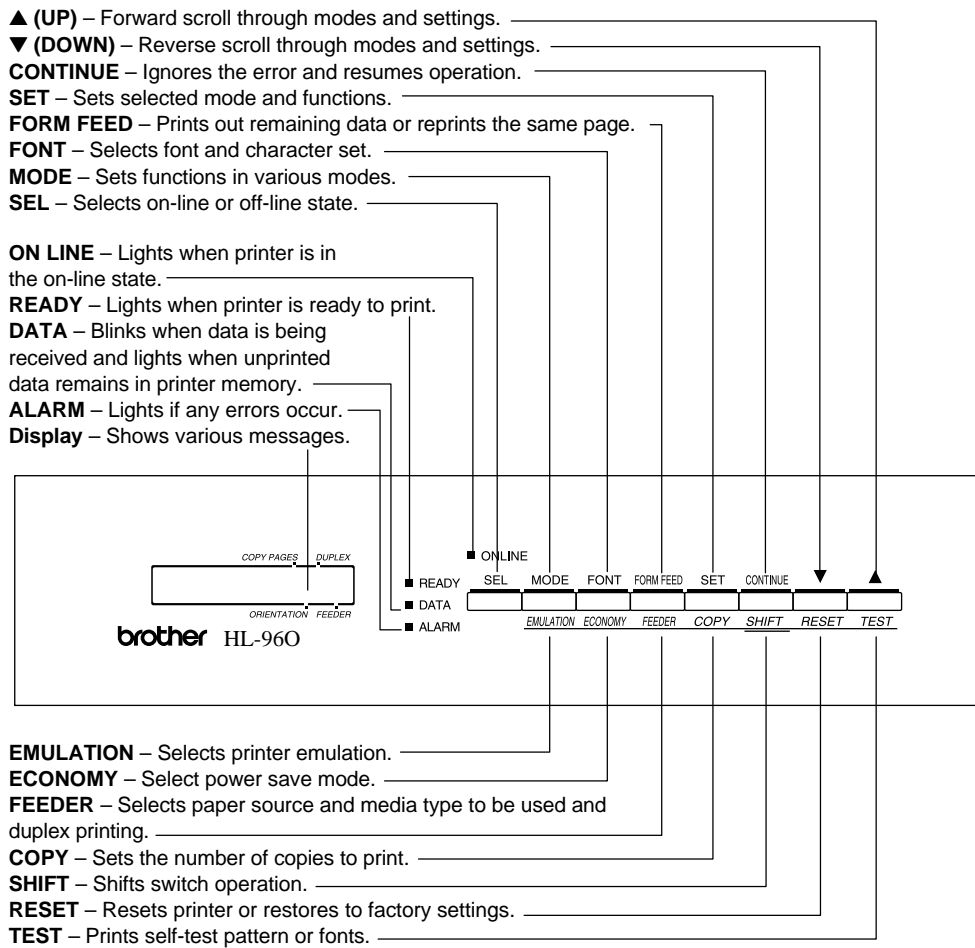 ▲ (UP) – Forward scroll through modes and settings.
▼ (DOWN) – Reverse scroll through modes and settings.
CONTINUE – Ignores the error and resumes operation.
SET – Sets selected mode and functions.
FORM FEED – Prints out remaining data or reprints the same page.
FONT – Selects font and character set.
MODE – Sets functions in various modes.
SEL – Selects on-line or off-line state.
ON LINE – Lights when printer is in
the on-line state.
READY – Lights when printer is ready to print.
DATA – Blinks when data is being
received and lights when unprinted
data remains in printer memory.
ALARM – Lights if any errors occur.
Display – Shows various messages.
COPY PAGES DUPLEX
ORIENTATION FEEDER
brother HL-96O
ONLINE
READY
DATA
ALARM
SEL MODE FONT FORM FEED SET CONTINUE ▼ ▲
EMULATION ECONOMY FEEDER COPY SHIFT RESET TEST
EMULATION – Selects printer emulation.
ECONOMY – Select power save mode.
FEEDER – Selects paper source and media type to be used and
duplex printing.
COPY – Sets the number of copies to print.
SHIFT – Shifts switch operation.
RESET – Resets printer or restores to factory settings.
TEST – Prints self-test pattern or fonts.